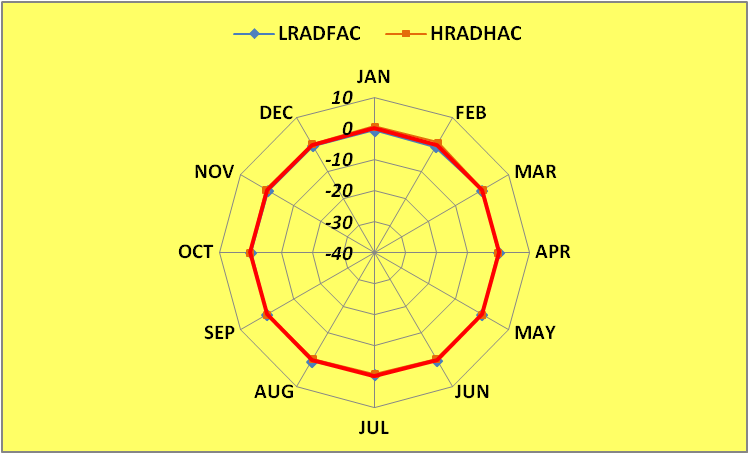 LRADFAC HRADHAC
JAN
10
DEC FEB
0
-10
NOV MAR
-20
-30
OCT -40 APR
SEP MAY
AUG JUN
JUL